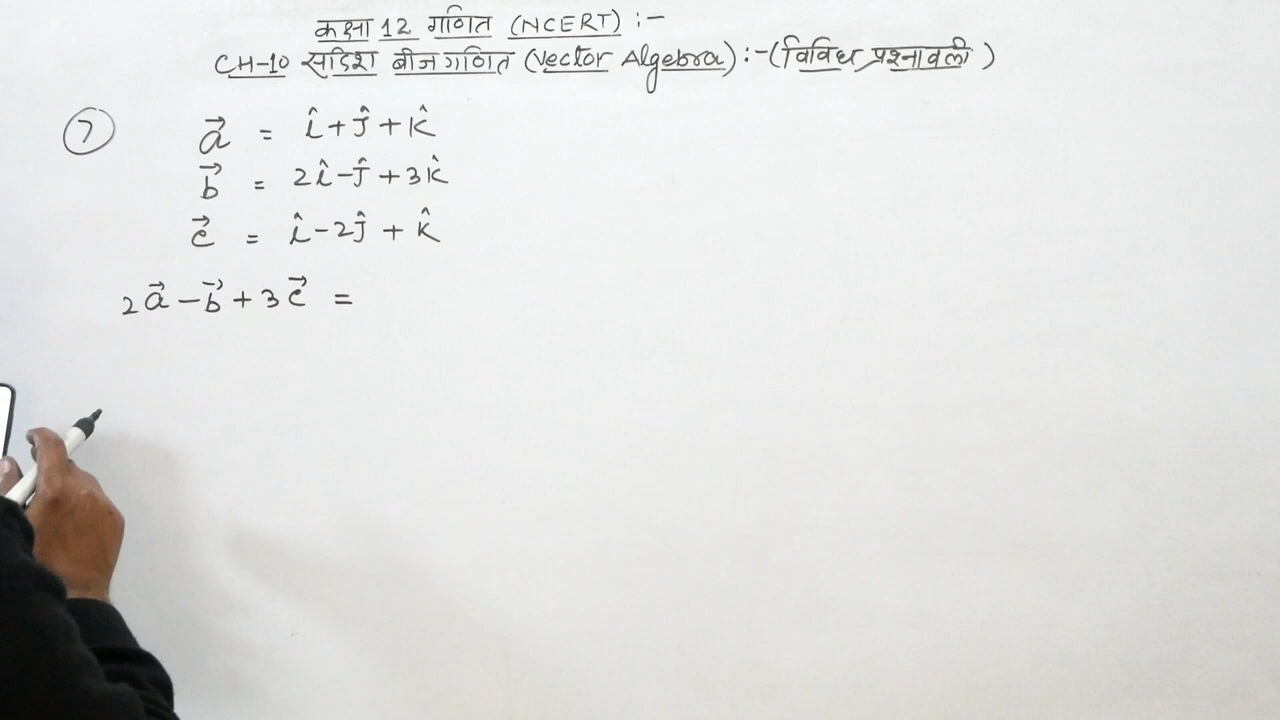 कक्षा 12 गणित (NCERT) :-
CH-10 सदिश बीजगणित (Vector Algebra) :- (विविध प्रश्नावली)
7 a⃗ = î + ĵ + k̂
b⃗ = 2î - ĵ + 3k̂
c⃗ = î - 2ĵ + k̂
2a⃗ - b⃗ + 3c⃗ =